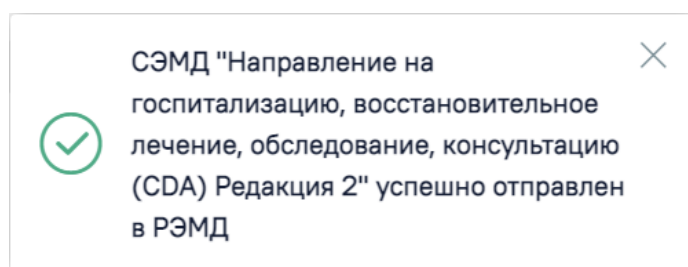 СЭМД "Направление на
госпитализацию, восстановительное
лечение, обследование, консультацию
(CDA) Редакция 2" успешно отправлен
в РЭМД